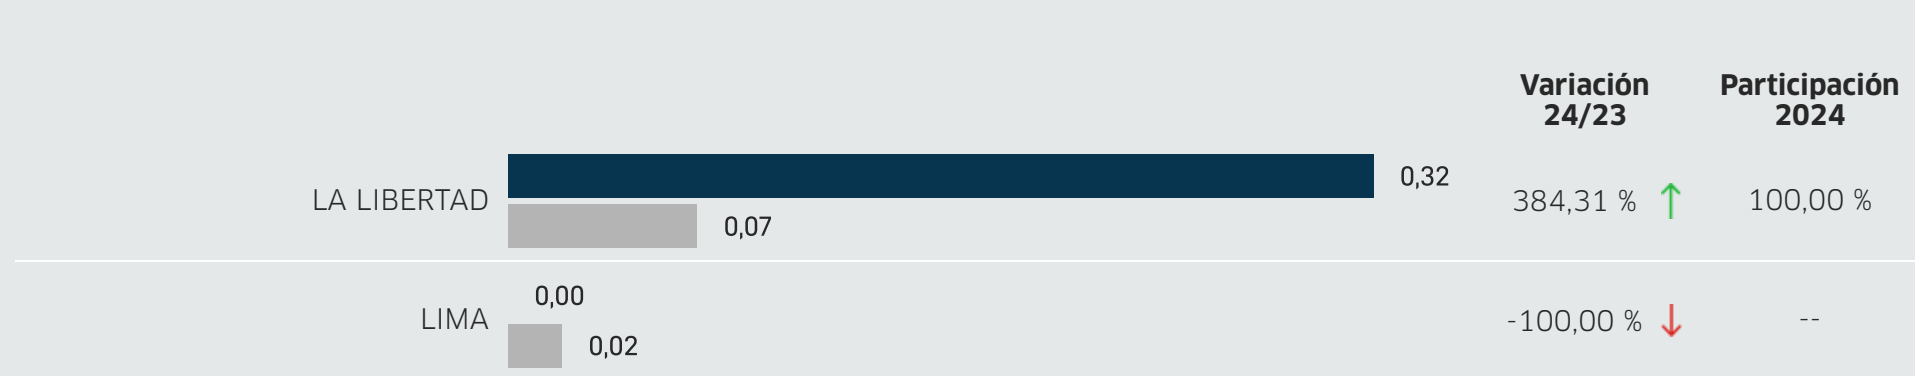 Variación
24/23
Participación
2024
LA LIBERTAD
0,32
0,07
384,31 %
100,00 %
LIMA
0,00
0,02
-100,00 %
--